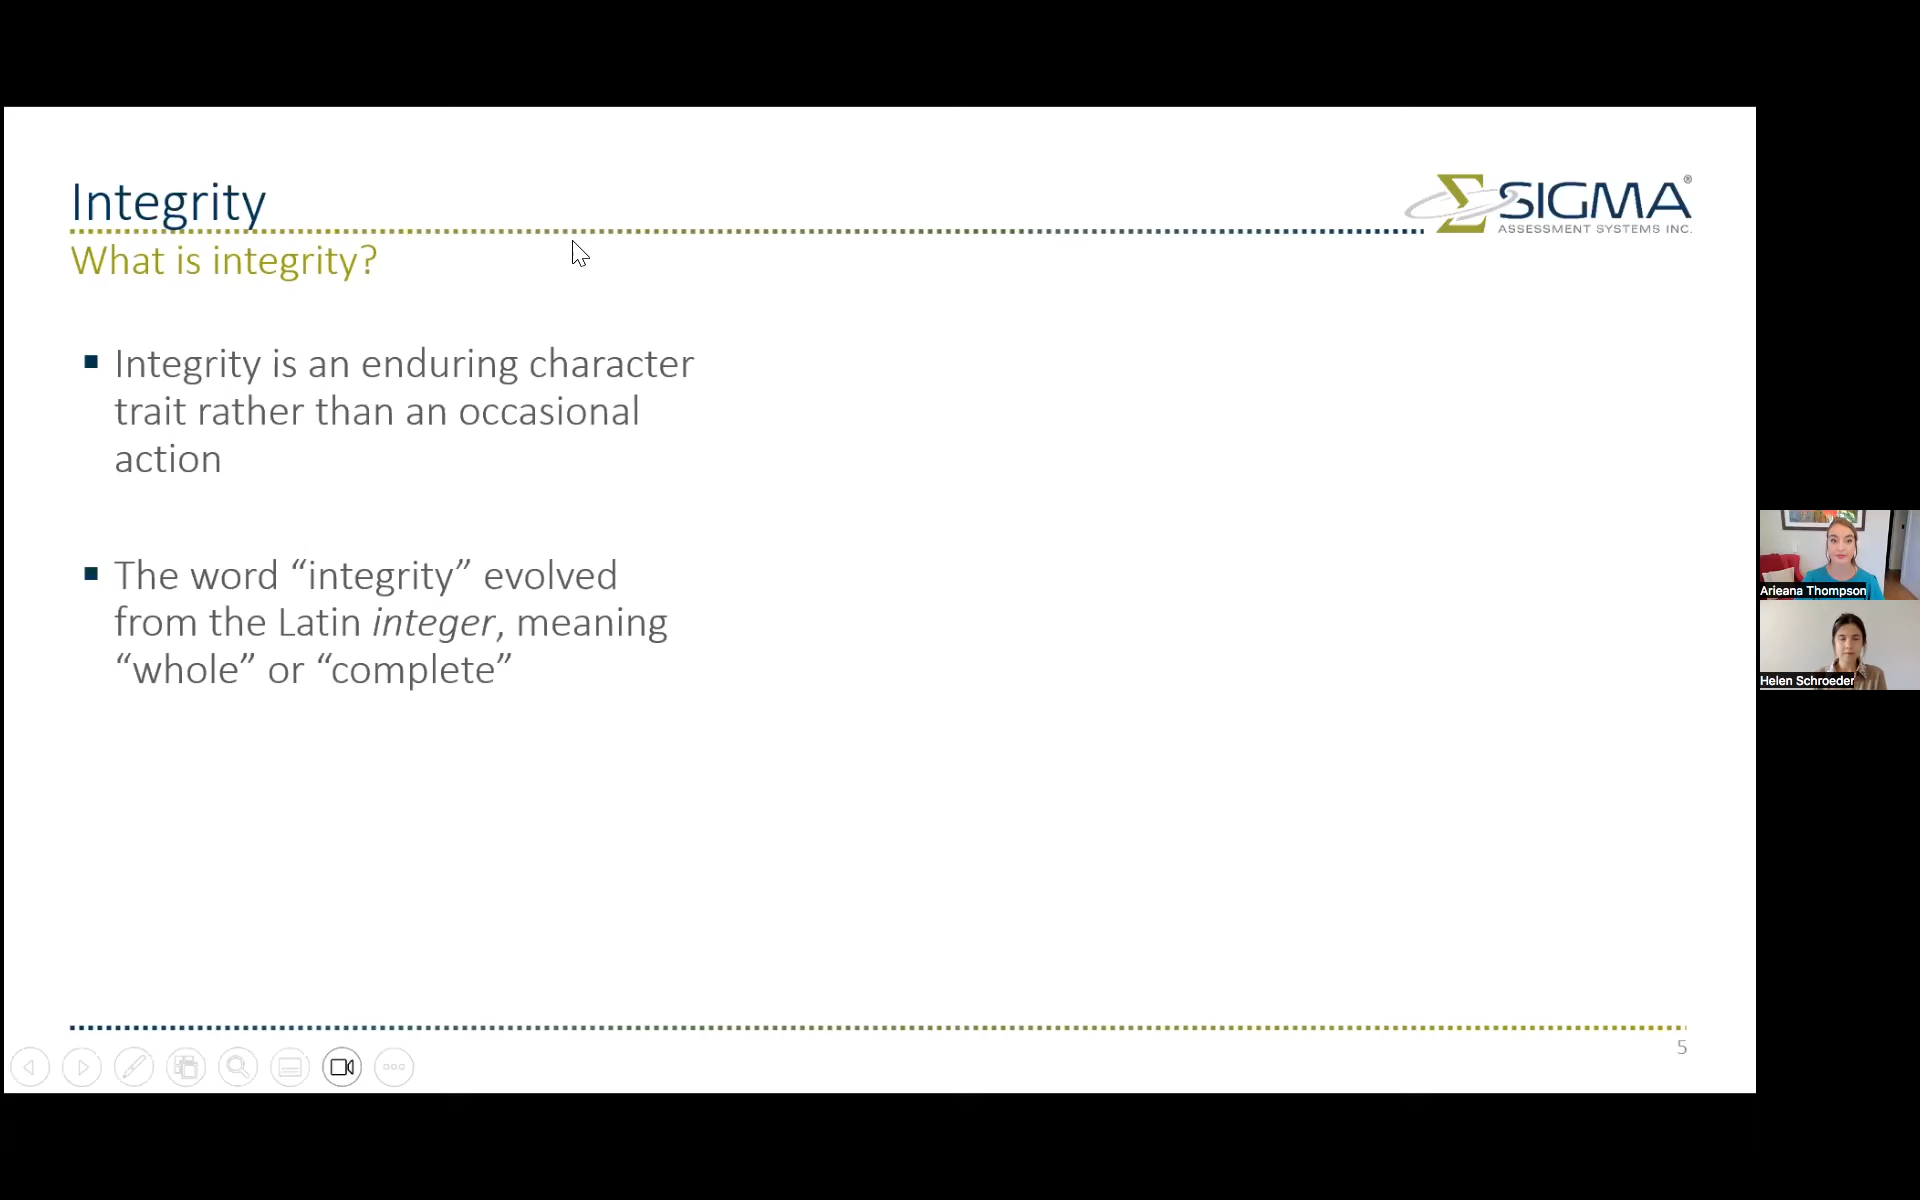 Integrity
ΣSIGMA®
ASSESSMENT SYSTEMS INC.
What is integrity?
Integrity is an enduring character
trait rather than an occasional
action
The word “integrity” evolved
from the Latin integer, meaning
“whole” or “complete”
Arieana Thompson
Helen Schroeder
5